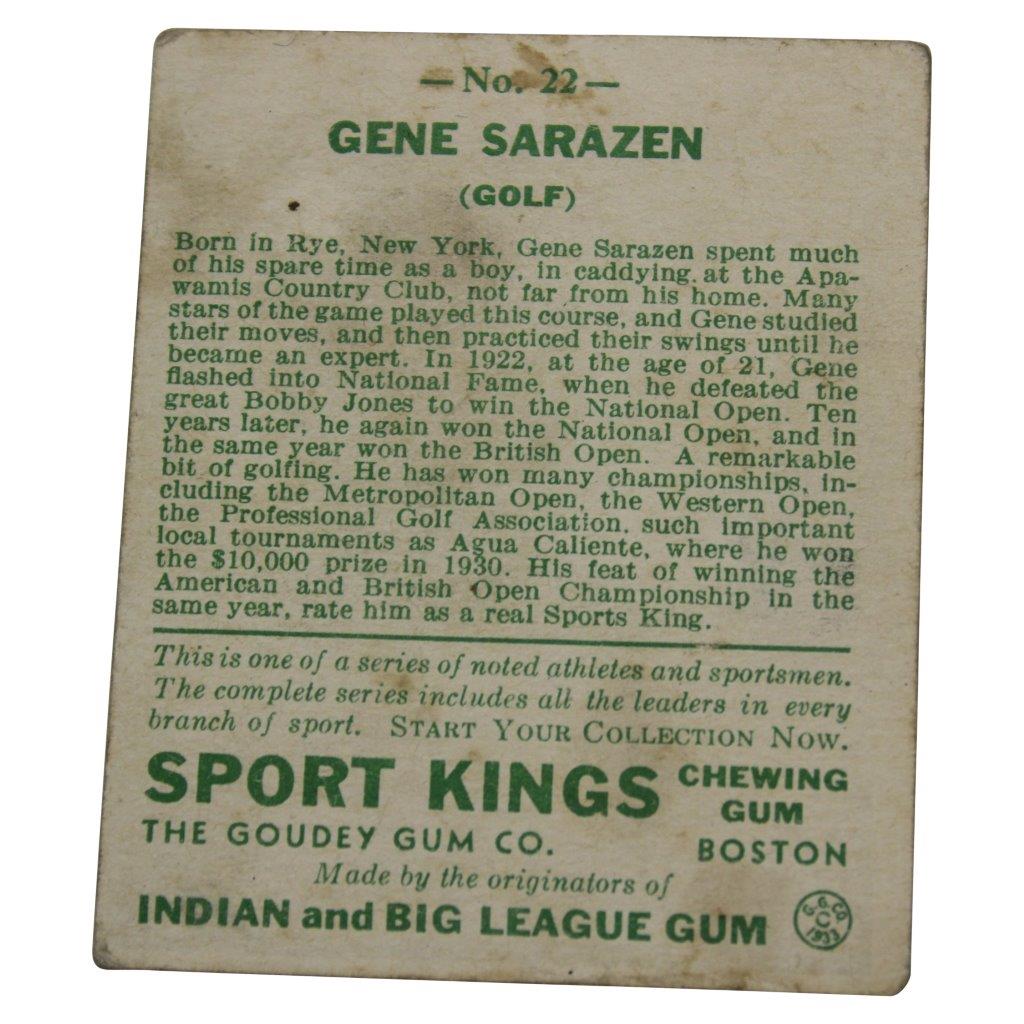 — No. 22 —
GENE SARAZEN
(GOLF)
Born in Rye, New York, Gene Sarazen spent much
of his spare time as a boy, in caddying at the Apa-
wamis Country Club, not far from his home. Many
stars of the game played this course, and Gene studied
their moves, and then practiced their swings until he
became an expert. In 1922, at the age of 21, Gene
flashed into National Fame, when he defeated the
great Bobby Jones to win the National Open. Ten
years later, he again won the National Open, and in
the same year won the British Open. A remarkable
bit of golfing. He has won many championships, in-
cluding the Metropolitan Open, the Western Open,
the Professional Golf Association. such important
local tournaments as Agua Caliente, where he won
the $10,000 prize in 1930. His feat of winning the
American and British Open Championship in the
same year, rate him as a real Sports King.
This is one of a series of noted athletes and sportsmen.
The complete series includes all the leaders in every
branch of sport. START YOUR COLLECTION NOW.
SPORT KINGS CHEWING GUM
THE GOUDEY GUM CO. BOSTON
Made by the originators of
INDIAN and BIG LEAGUE GUM
G.G.CO.
C
1933